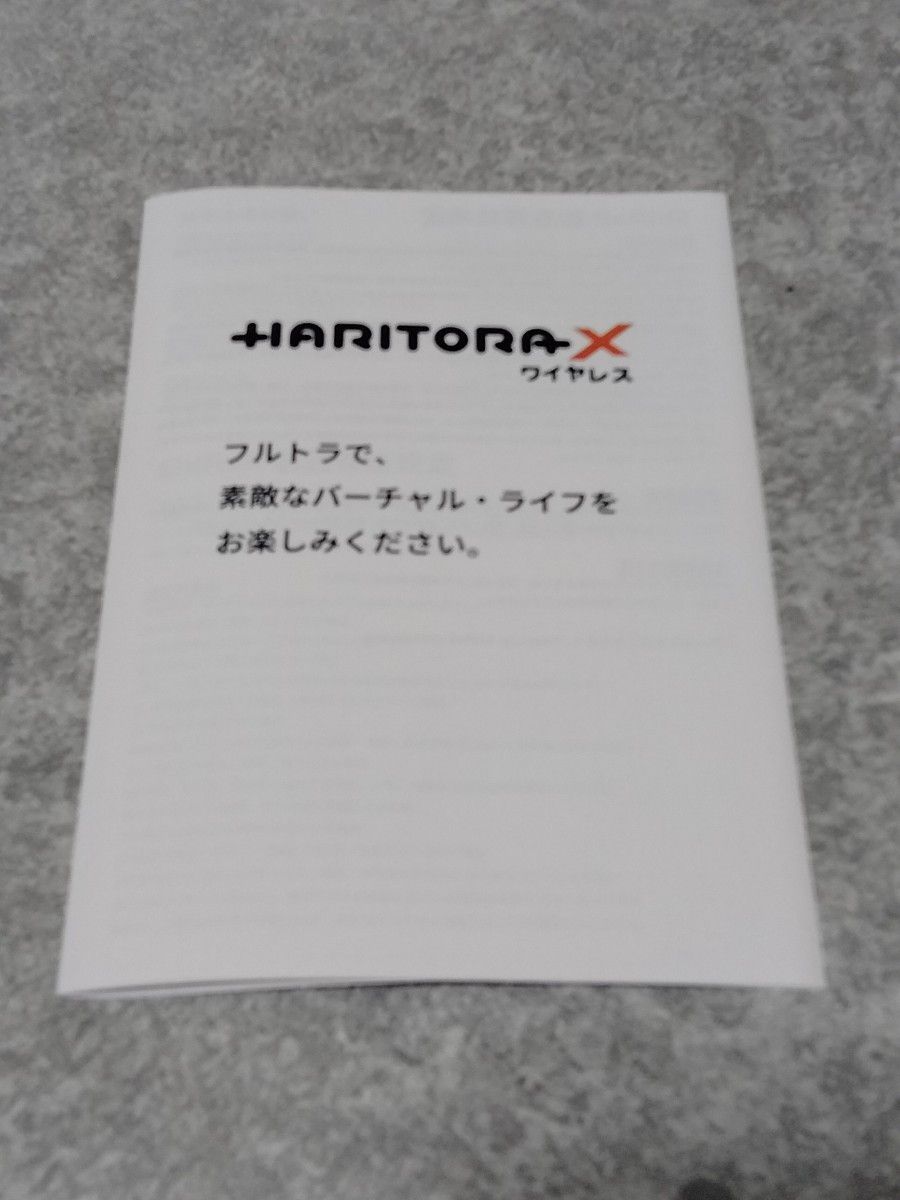 HARITORAX
ワイヤレス
フルトラで、
素敵なバーチャル・ライフを
お楽しみください。